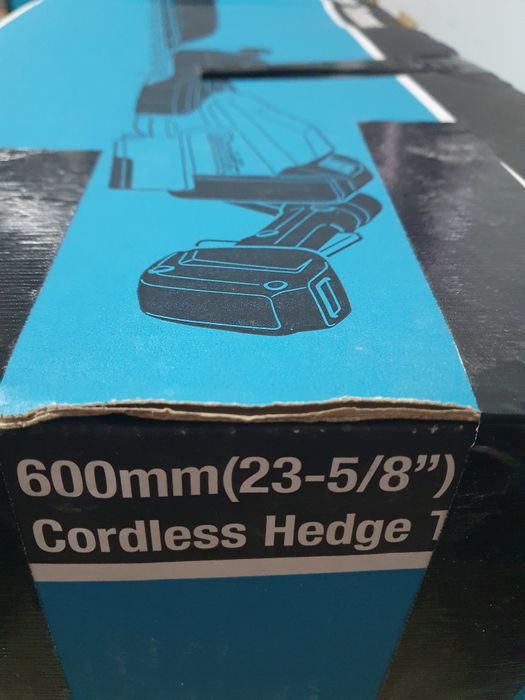 600mm(23-5/8”)
Cordless Hedge T